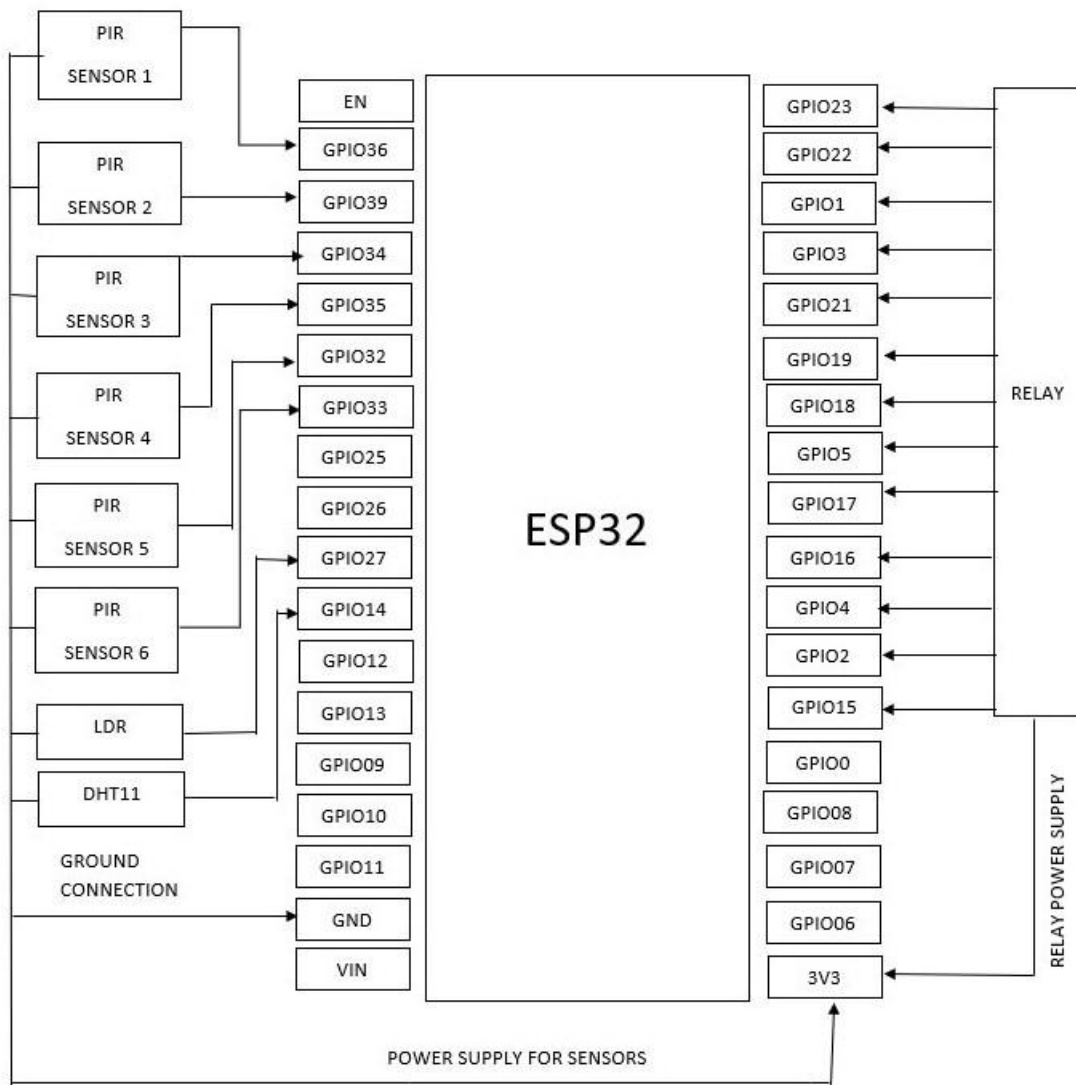 PIR
SENSOR 1
PIR
SENSOR 2
PIR
SENSOR 3
PIR
SENSOR 4
PIR
SENSOR 5
PIR
SENSOR 6
LDR
DHT11
GROUND
CONNECTION
EN
GPIO36
GPIO39
GPIO34
GPIO35
GPIO32
GPIO33
GPIO25
GPIO26
GPIO27
GPIO14
GPIO12
GPIO13
GPIO09
GPIO10
GPIO11
GND
VIN
ESP32
GPIO23
GPIO22
GPIO1
GPIO3
GPIO21
GPIO19
GPIO18
GPIO5
GPIO17
GPIO16
GPIO4
GPIO2
GPIO15
GPIO0
GPIO08
GPIO07
GPIO06
3V3
RELAY
RELAY POWER SUPPLY
POWER SUPPLY FOR SENSORS